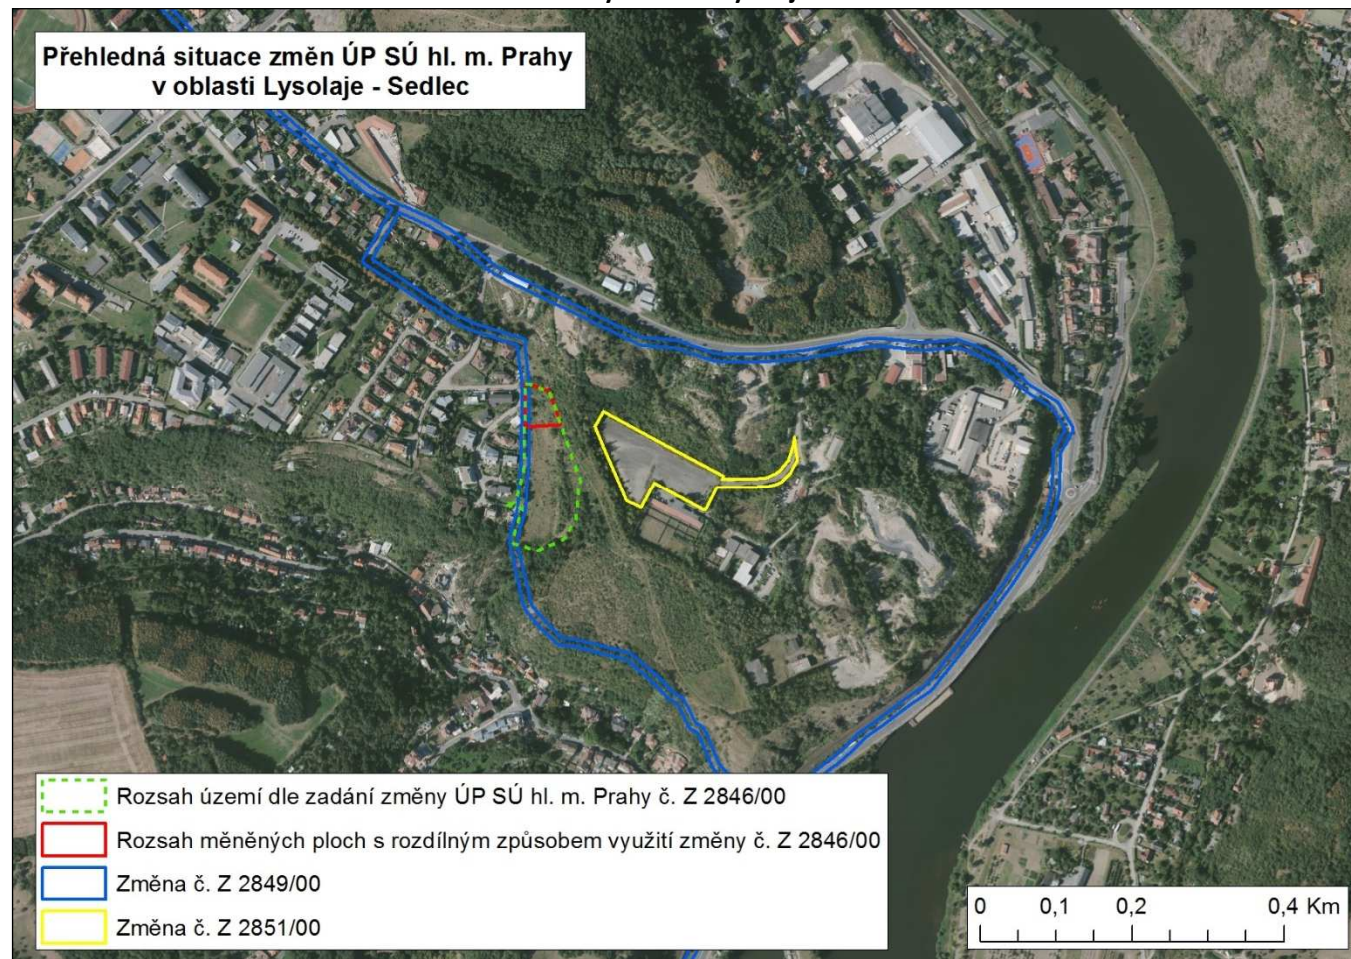 Přehledná situace změn ÚP SÚ hl. m. Prahy
v oblasti Lysolaje - Sedlec
Rozsah území dle zadání změny ÚP SÚ hl. m. Prahy č. Z 2846/00
Rozsah měněných ploch s rozdílným způsobem využití změny č. Z 2846/00
Změna č. Z 2849/00
Změna č. Z 2851/00
0 0,1 0,2 0,4 Km